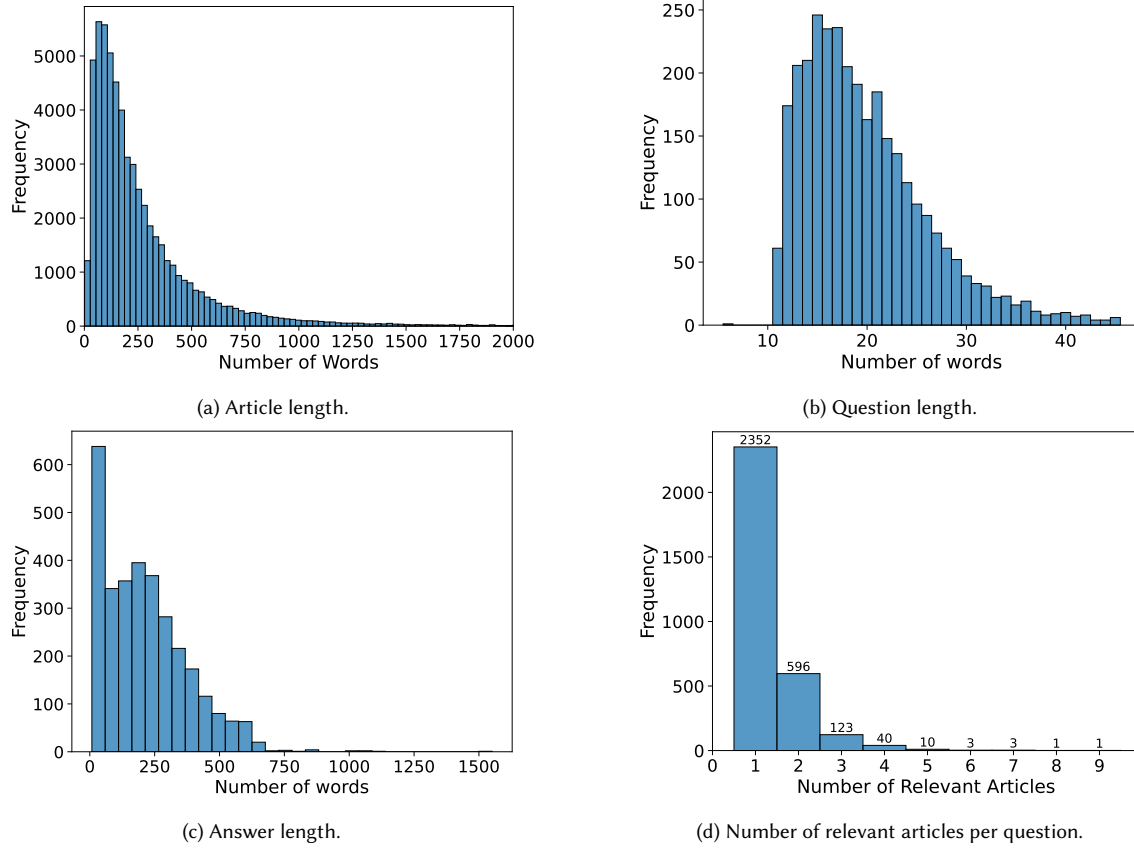 5000
4000
3000
2000
1000
0
Frequency
0 250 500 750 1000 1250 1500 1750 2000
Number of Words
(a) Article length.
250
200
150
100
50
0
Frequency
10 20 30 40
Number of words
(b) Question length.
600
500
400
300
200
100
0
Frequency
0 250 500 750 1000 1250 1500
Number of words
(c) Answer length.
2000
1500
1000
500
0
Frequency
2352
596
123
40
10
3
3
1
1
0 1 2 3 4 5 6 7 8 9
Number of Relevant Articles
(d) Number of relevant articles per question.